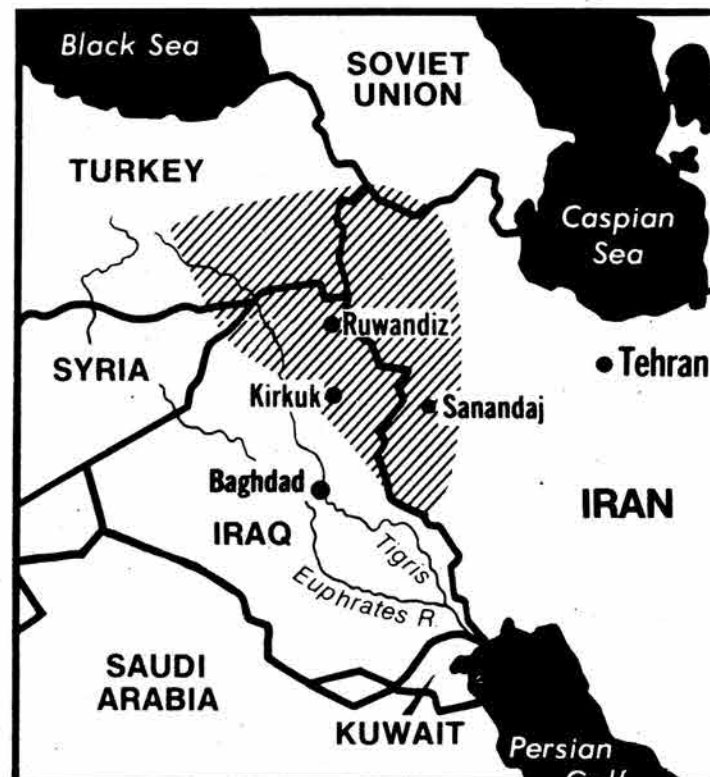 Black Sea
SOVIET
UNION
TURKEY
Caspian
Sea
Ruwandiz
SYRIA
Tehran
Kirkuk
Sanandaj
Baghdad
IRAN
IRAQ
Tigris
Euphrates R.
SAUDI
ARABIA
KUWAIT
Persian